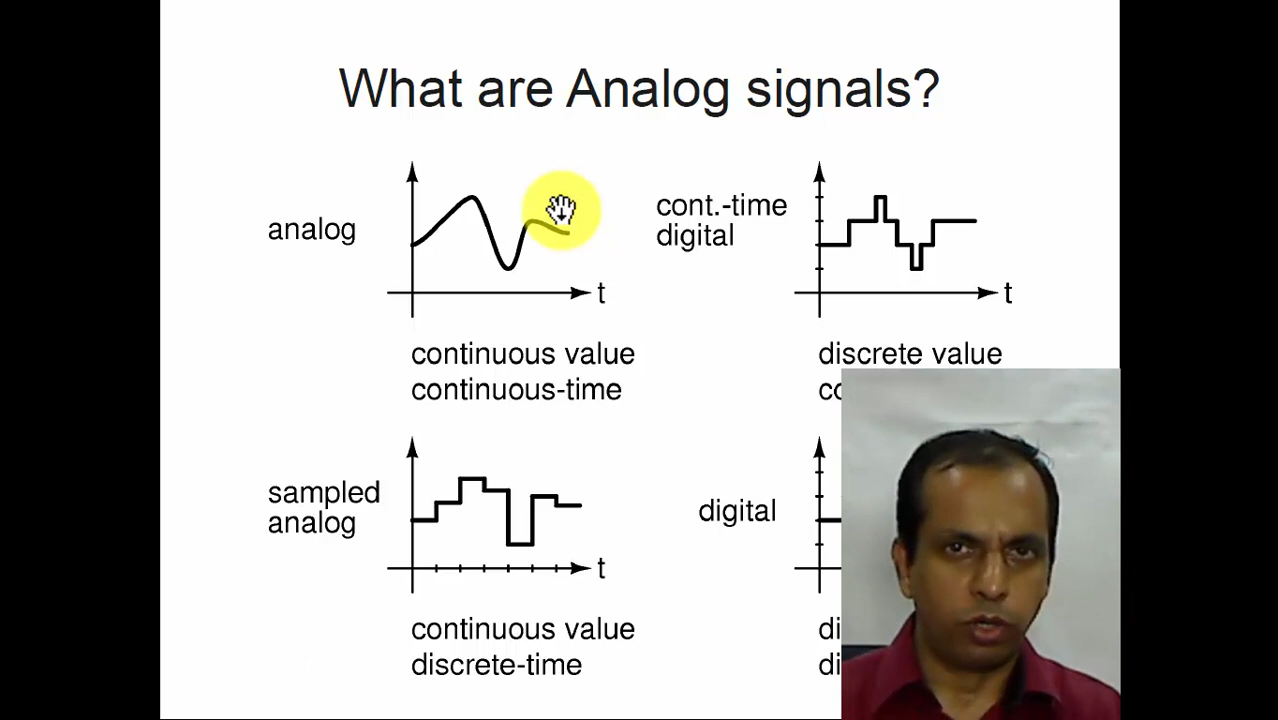 What are Analog signals?
analog
t
continuous value
continuous-time
cont.-time
digital
t
discrete value
sampled
analog
t
continuous value
discrete-time
digital